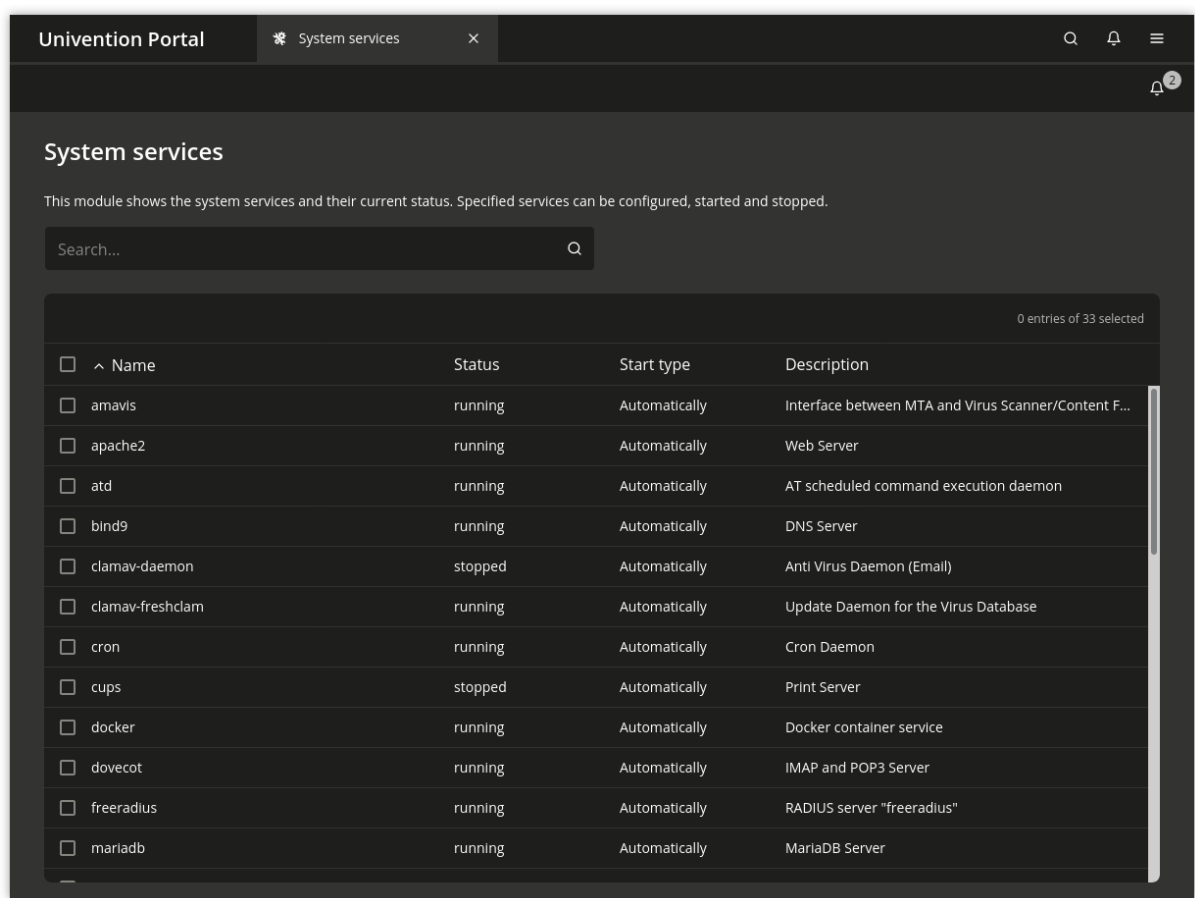 Univention Portal System services
2
System services
This module shows the system services and their current status. Specified services can be configured, started and stopped.
Search...
0 entries of 33 selected
Name Status Start type Description
amavis running Automatically Interface between MTA and Virus Scanner/Content F...
apache2 running Automatically Web Server
atd running Automatically AT scheduled command execution daemon
bind9 running Automatically DNS Server
clamav-daemon stopped Automatically Anti Virus Daemon (Email)
clamav-freshclam running Automatically Update Daemon for the Virus Database
cron running Automatically Cron Daemon
cups stopped Automatically Print Server
docker running Automatically Docker container service
dovecot running Automatically IMAP and POP3 Server
freeradius running Automatically RADIUS server "freeradius"
mariadb running Automatically MariaDB Server